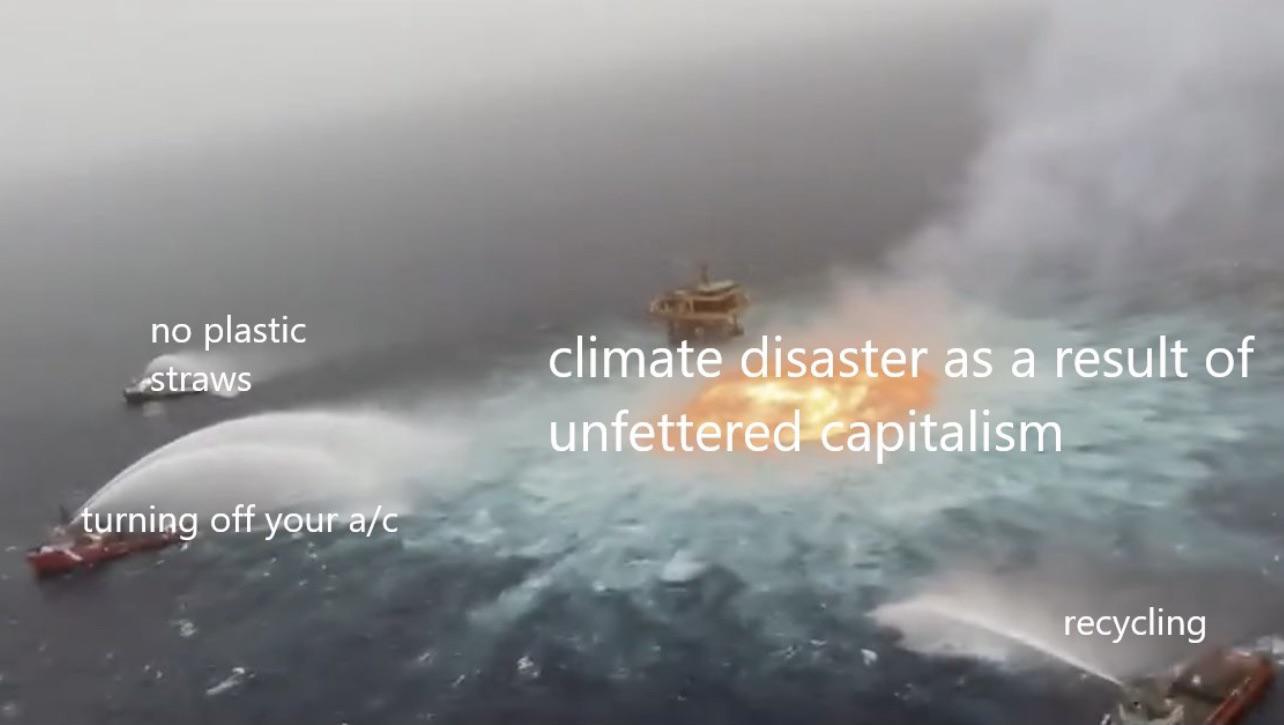 no plastic
straws
climate disaster as a result of
unfettered capitalism
turning off your a/c
recycling